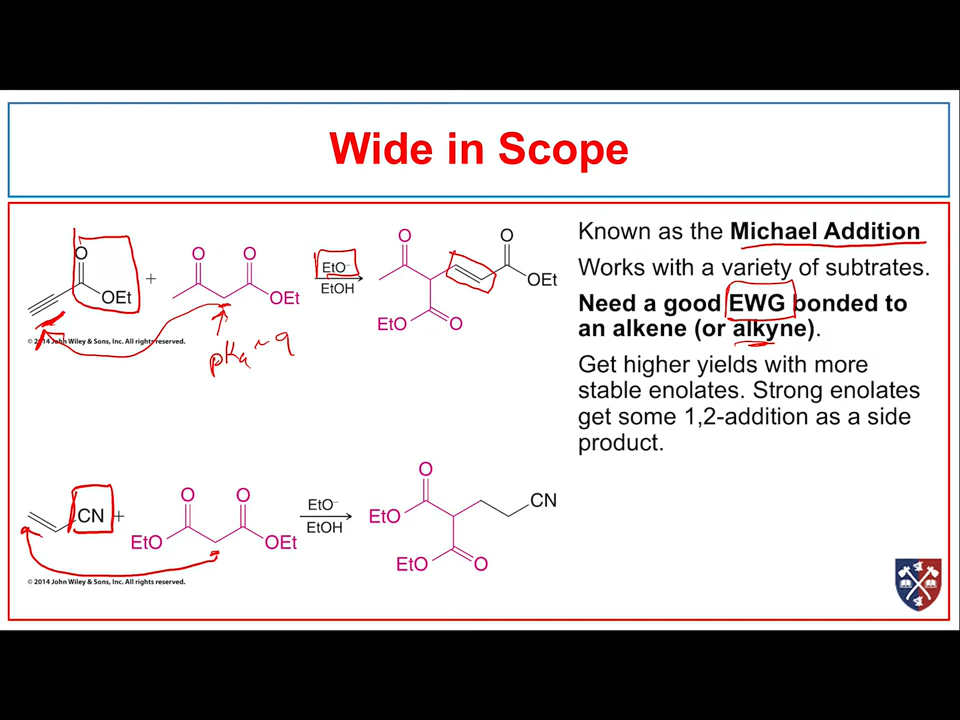 Wide in Scope
O
OEt
+
O
O
OEt
EtO⁻
EtOH
O
EtO
O
O
OEt
pKa ~ 9
© 2014 John Wiley & Sons, Inc. All rights reserved.
Known as the Michael Addition
Works with a variety of subtrates.
Need a good EWG bonded to
an alkene (or alkyne).
Get higher yields with more
stable enolates. Strong enolates
get some 1,2-addition as a side
product.
CN
+
O
O
EtO
OEt
EtO⁻
EtOH
O
EtO
EtO
O
CN
© 2014 John Wiley & Sons, Inc. All rights reserved.